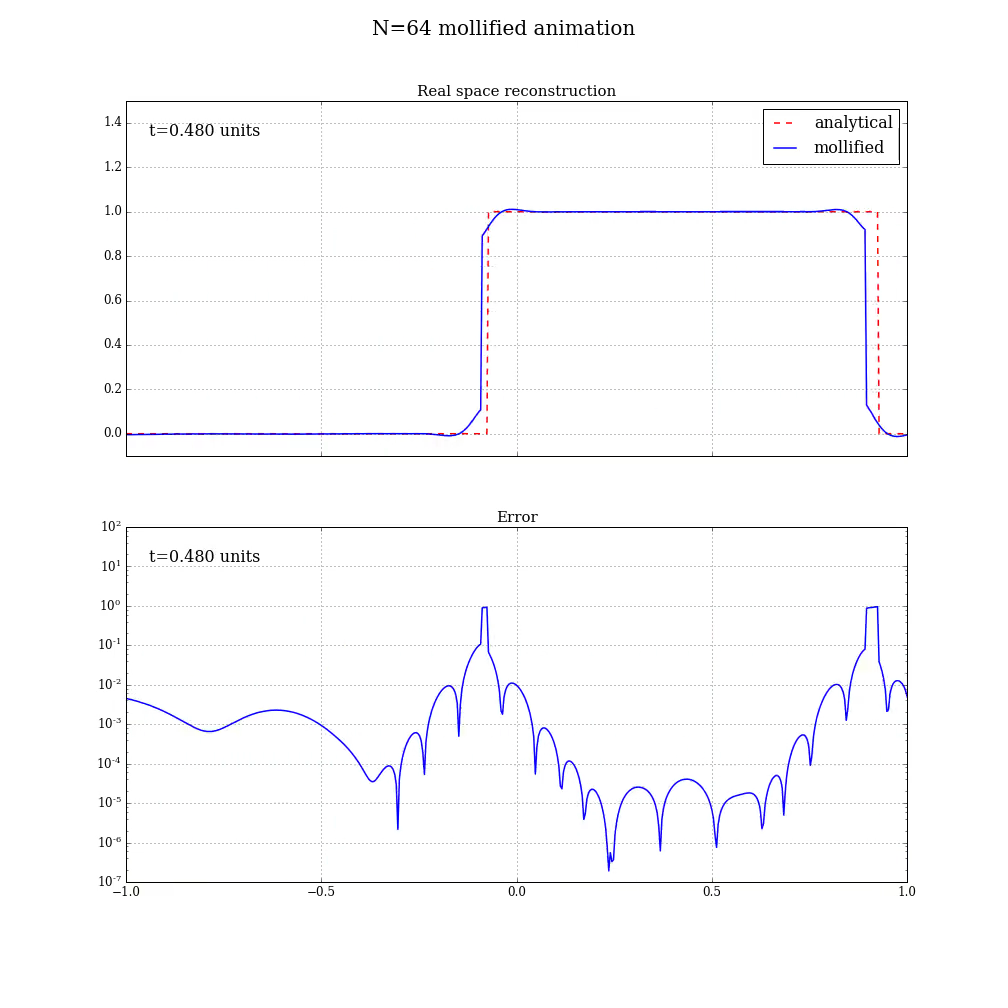 N=64 mollified animation
Real space reconstruction
t=0.480 units
analytical
mollified
1.4
1.2
1.0
0.8
0.6
0.4
0.2
0.0
Error
t=0.480 units
10²
10¹
10⁰
10⁻¹
10⁻²
10⁻³
10⁻⁴
10⁻⁵
10⁻⁶
10⁻⁷
−1.0 −0.5 0.0 0.5 1.0